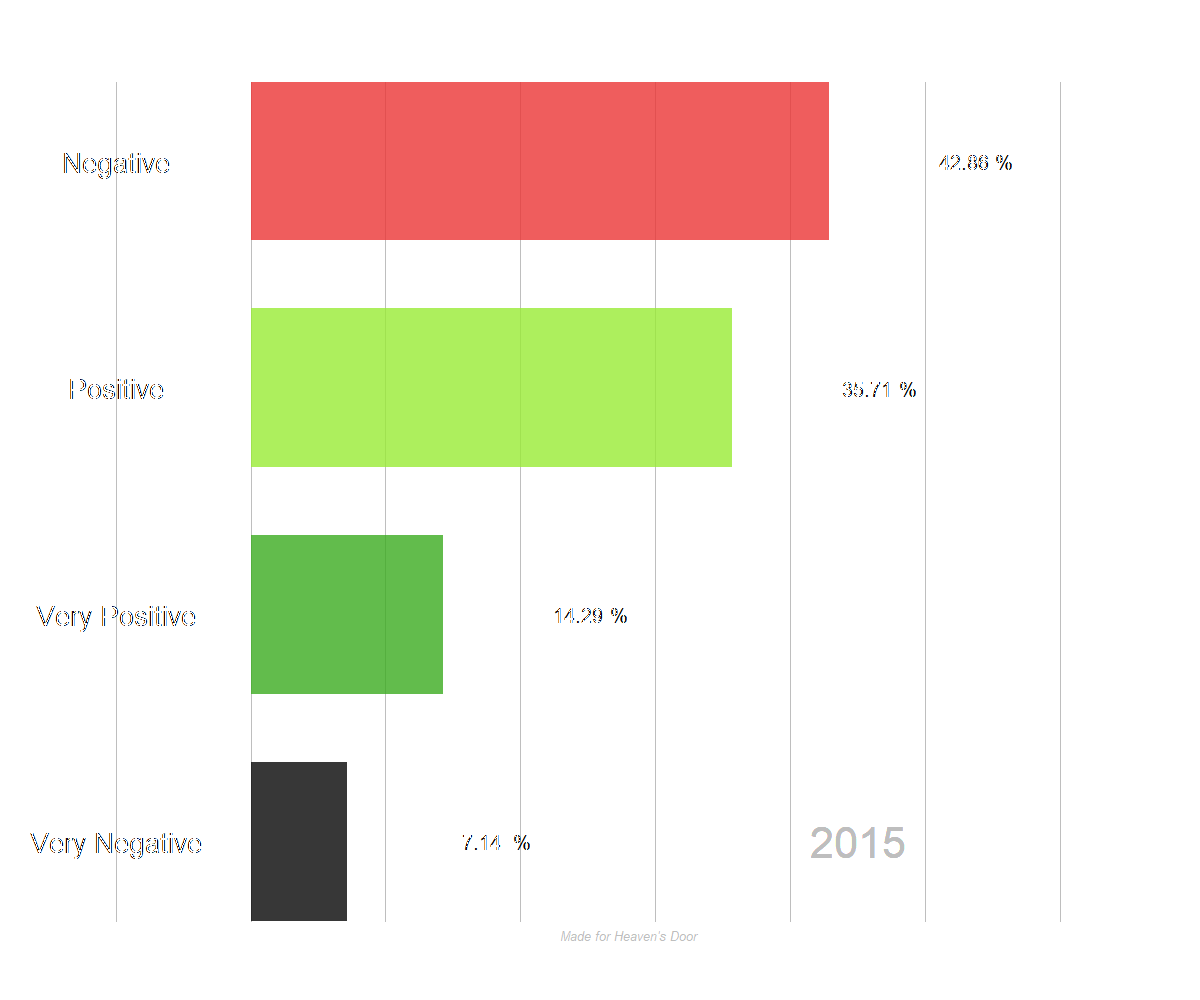 Negative
42.86 %
Positive
35.71 %
Very Positive
14.29 %
Very Negative
7.14 %
2015
Made for Heaven's Door